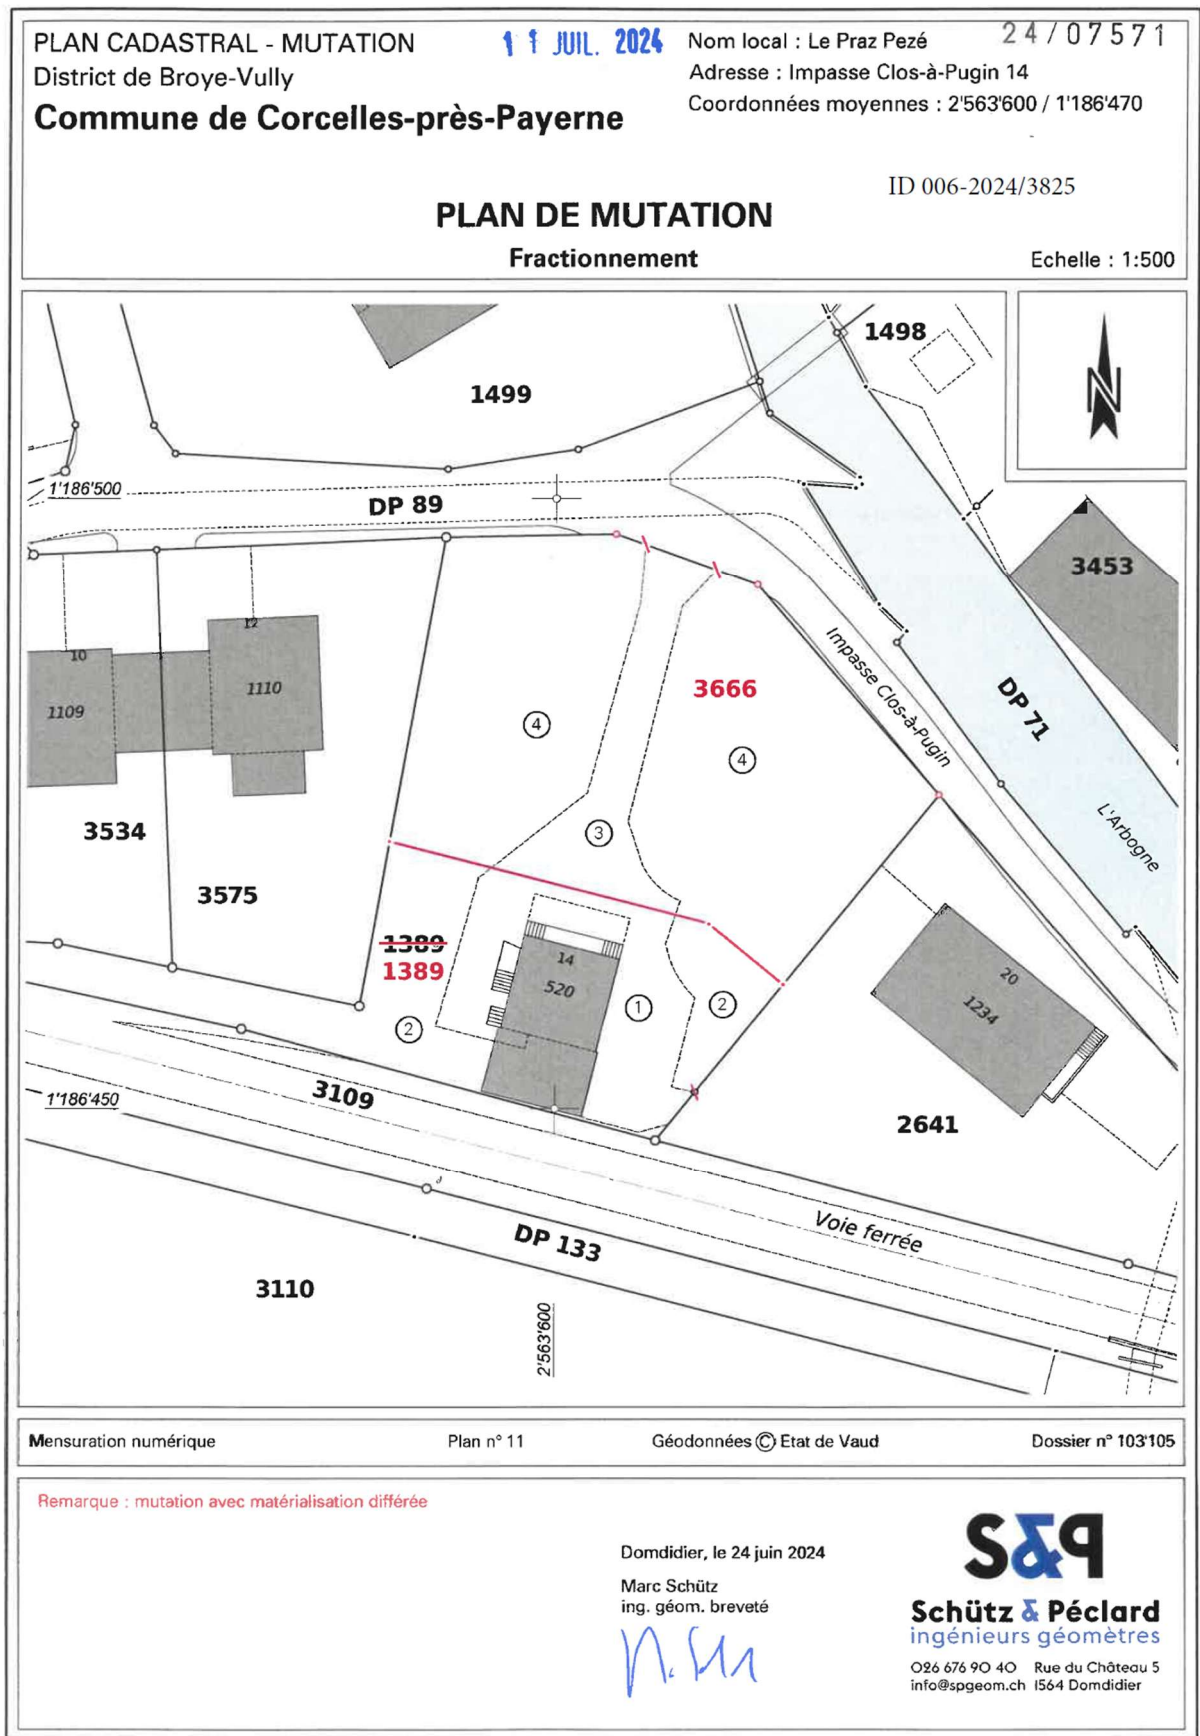 PLAN CADASTRAL - MUTATION
District de Broye-Vully
Commune de Corcelles-près-Payerne
1 1 JUIL. 2024
Nom local : Le Praz Pezé
24/07571
Adresse : Impasse Clos-à-Pugin 14
Coordonnées moyennes : 2'563'600 / 1'186'470
ID 006-2024/3825
PLAN DE MUTATION
Fractionnement
Echelle : 1:500
1498
1499
N
1'186'500
DP 89
3453
12
10
1110
1109
3666
Impasse Clos-à-Pugin
DP 71
4
4
L'Arbogne
3534
3
3575
1389
1389
14
520
20
1234
2
1
2
1'186'450
3109
2641
Voie ferrée
DP 133
3110
2'563'600
Mensuration numérique
Plan n° 11
Géodonnées © Etat de Vaud
Dossier n° 103'105
Remarque : mutation avec matérialisation différée
Domdidier, le 24 juin 2024
Marc Schütz
ing. géom. breveté
S&P
Schütz & Péclard
ingénieurs géomètres
026 676 90 40 Rue du Château 5
info@spgeom.ch 1564 Domdidier